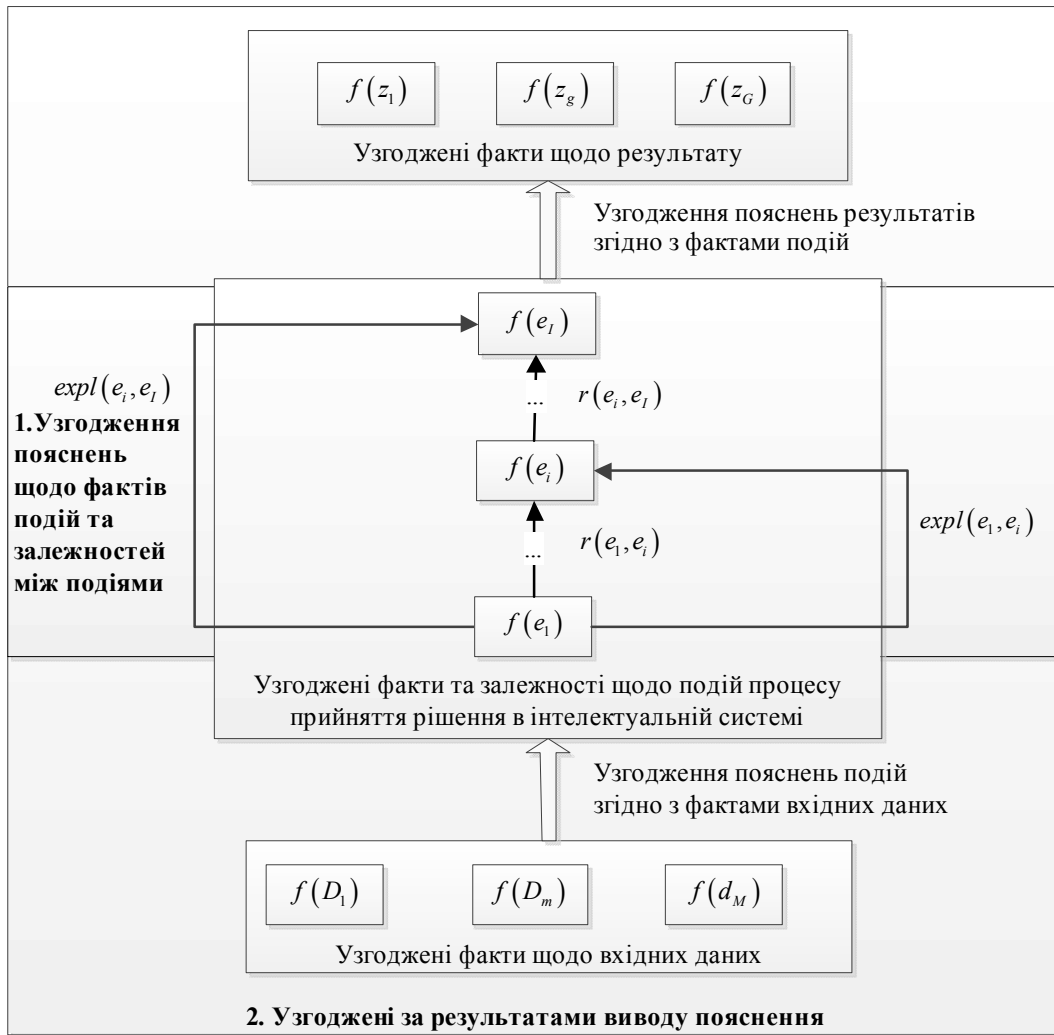 f(z₁) f(z_g) f(z_G)
Узгоджені факти щодо результату
Узгодження пояснень результатів
згідно з фактами подій
f(e_I)
expl(e_i, e_I)
... r(e_i, e_I)
1.Узгодження
пояснень
щодо фактів
подій та
залежностей
між подіями
f(e_i)
expl(e₁, e_i)
... r(e₁, e_i)
f(e₁)
Узгоджені факти та залежності щодо подій процесу
прийняття рішення в інтелектуальній системі
Узгодження пояснень подій
згідно з фактами вхідних даних
f(D₁) f(D_m) f(d_M)
Узгоджені факти щодо вхідних даних
2. Узгоджені за результатами виводу пояснення